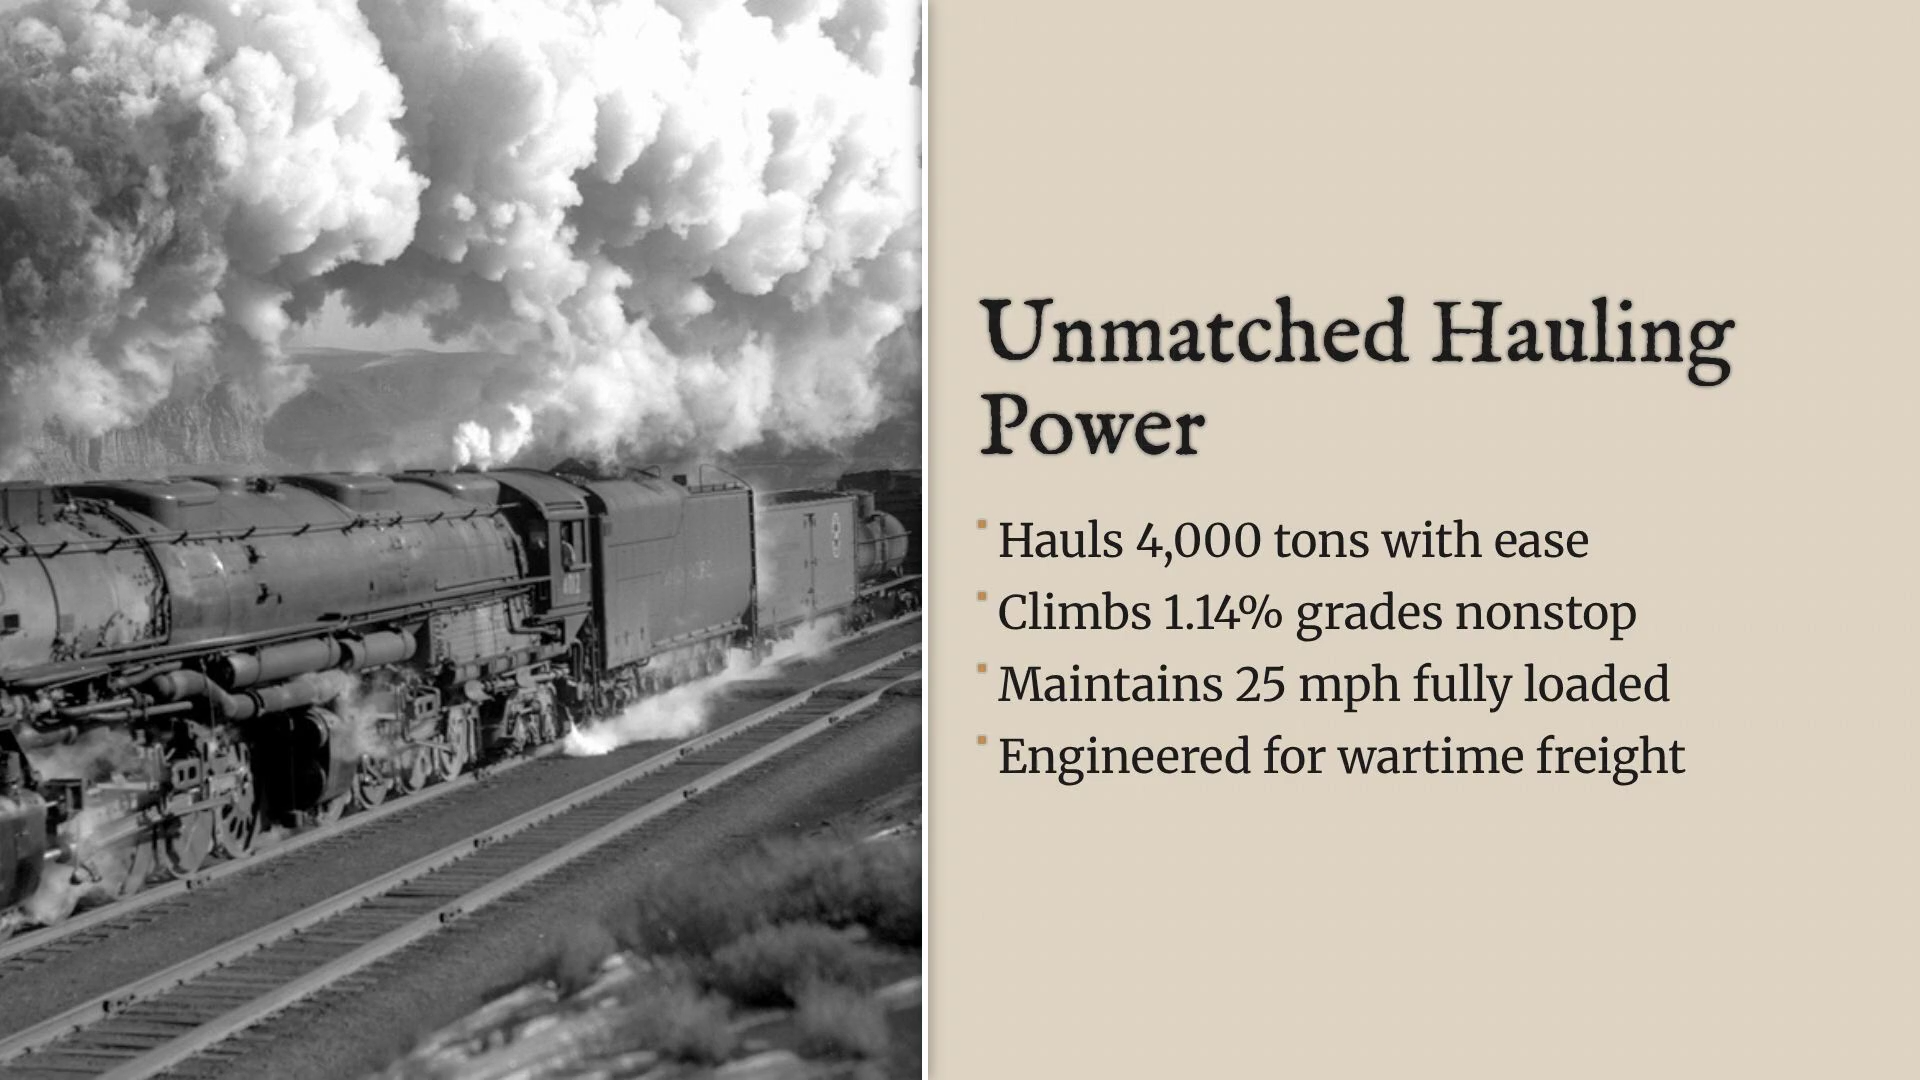 Unmatched Hauling
Power
Hauls 4,000 tons with ease
Climbs 1.14% grades nonstop
Maintains 25 mph fully loaded
Engineered for wartime freight